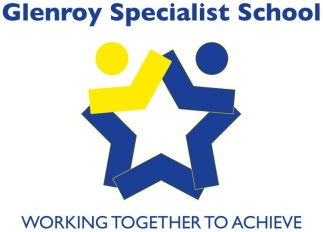 Glenroy Specialist School
WORKING TOGETHER TO ACHIEVE